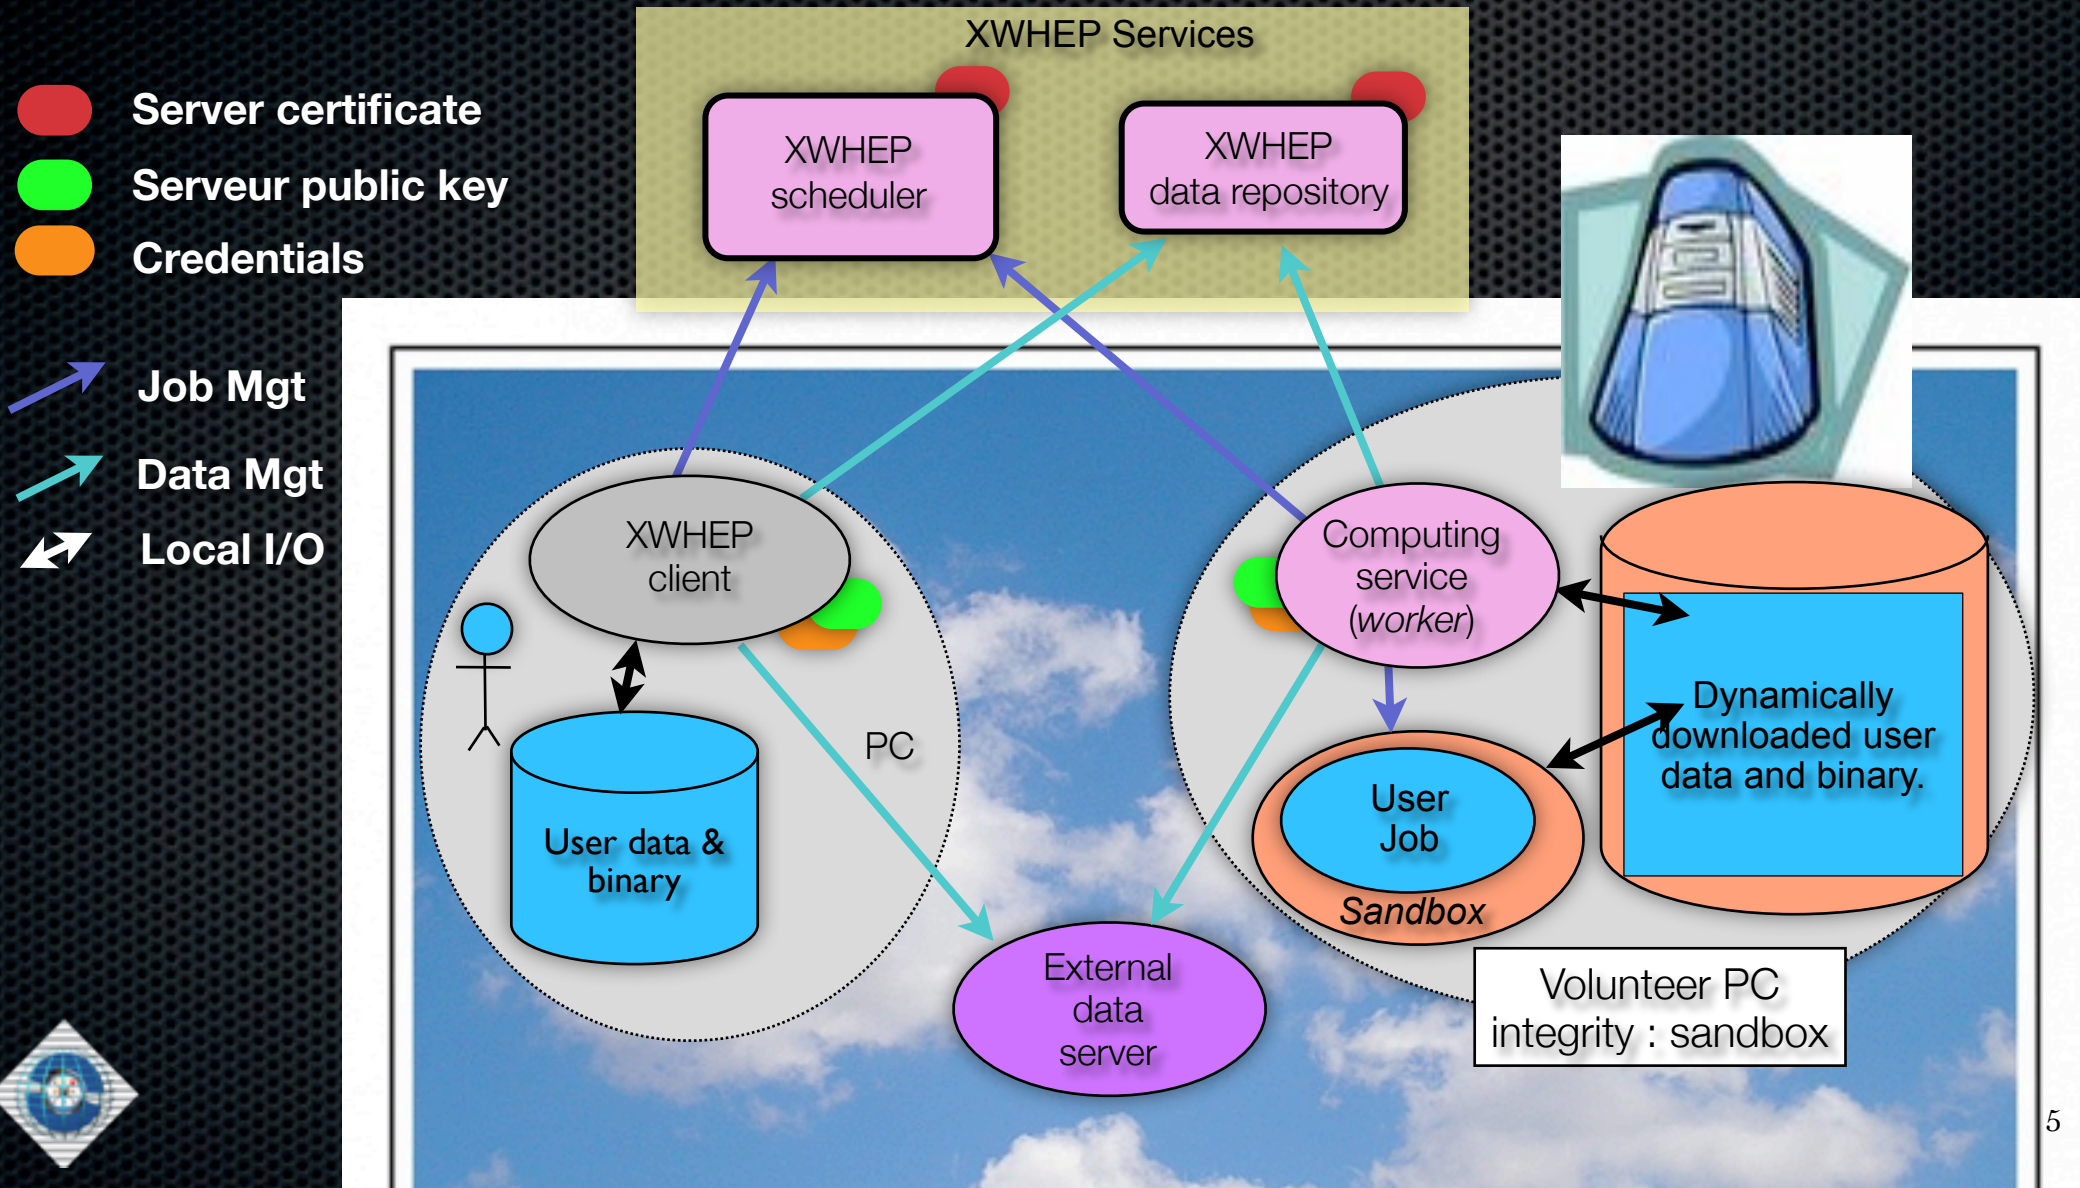 XWHEP Services
Server certificate
Serveur public key
Credentials
Job Mgt
Data Mgt
Local I/O
XWHEP
scheduler
XWHEP
data repository
XWHEP
client
PC
User data &
binary
Computing
service
(worker)
User
Job
Sandbox
Dynamically
downloaded user
data and binary.
External
data
server
Volunteer PC
integrity : sandbox
5